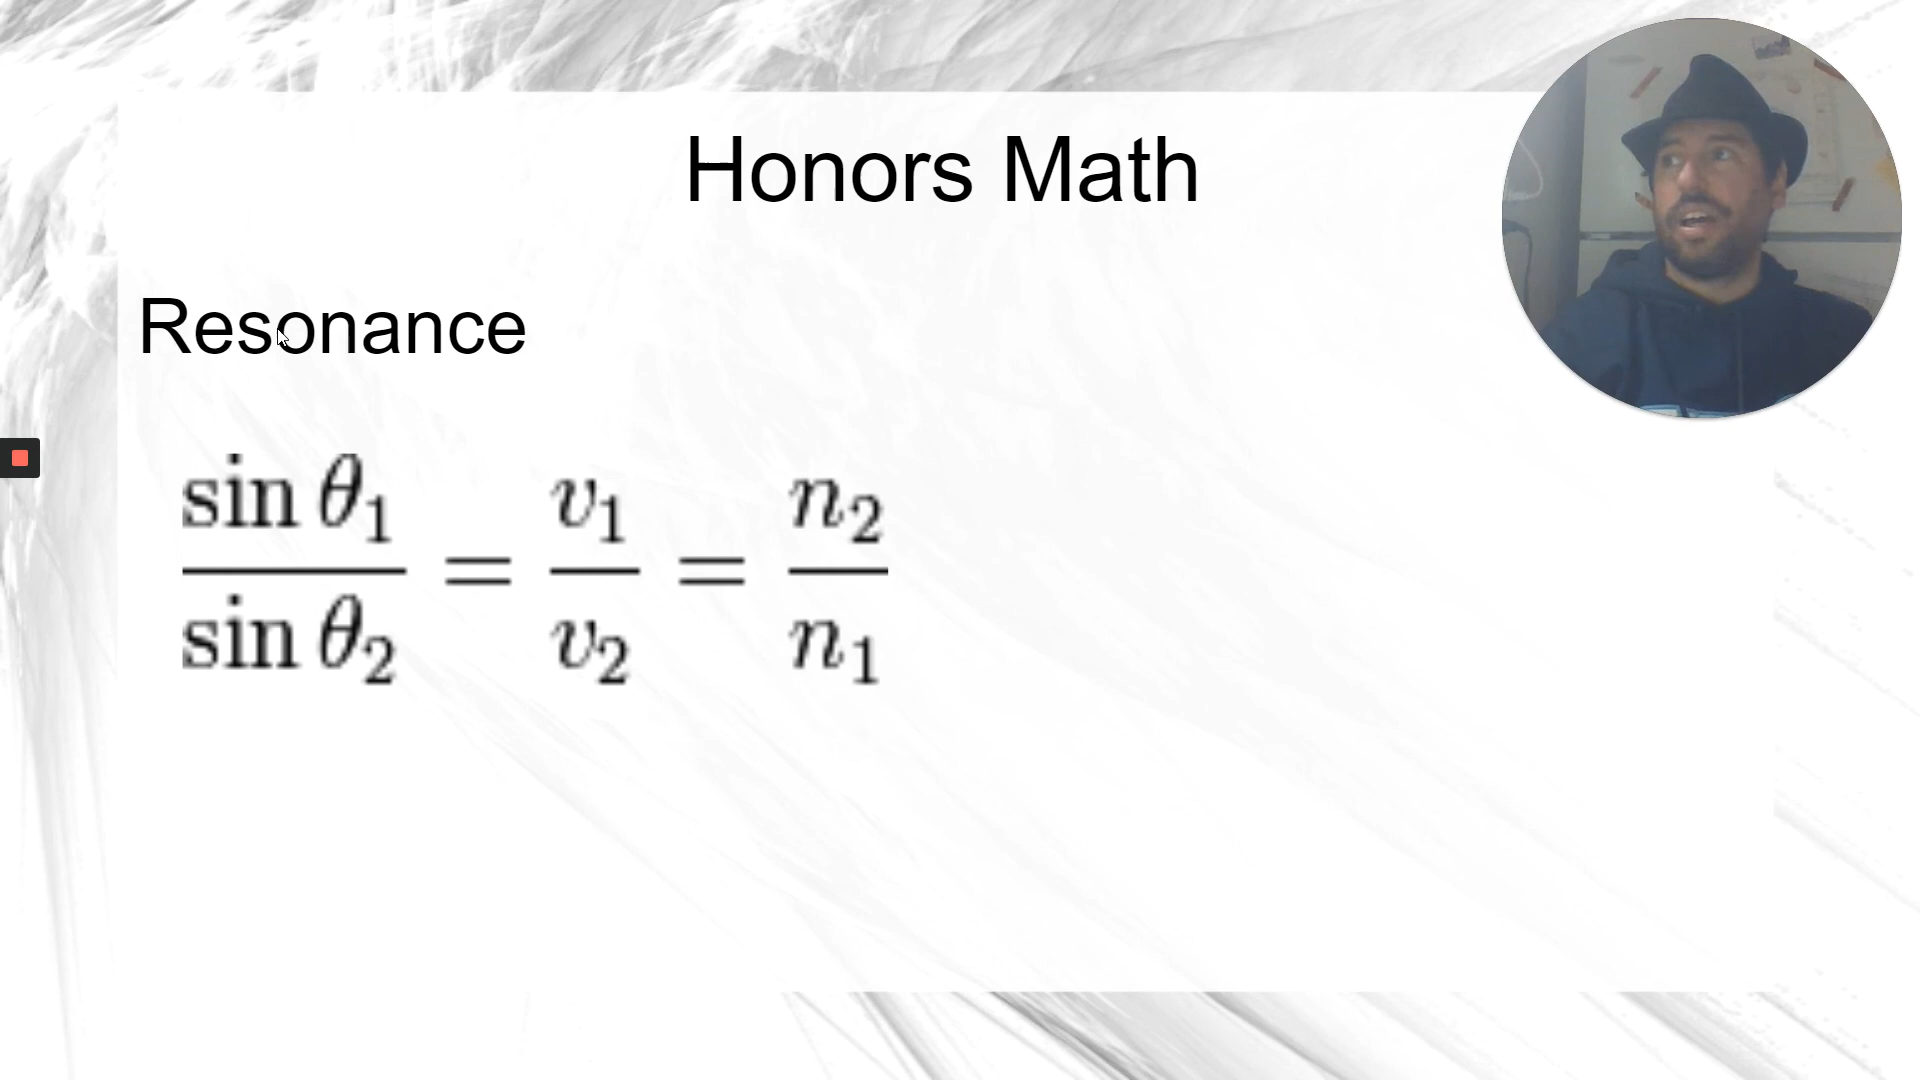 Honors Math
Resonance
sin θ₁ / sin θ₂ = v₁ / v₂ = n₂ / n₁